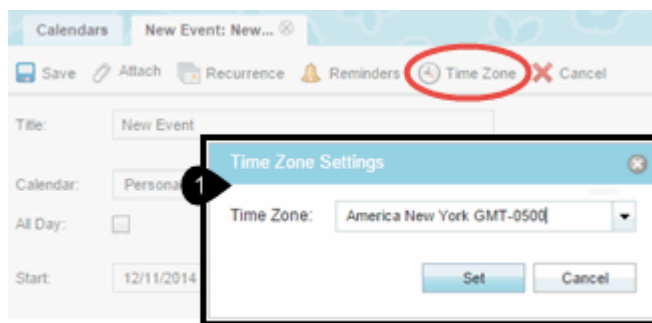 Calendars New Event: New...
Save Attach Recurrence Reminders Time Zone Cancel
Title: New Event
Time Zone Settings
Calendar: Persona
1
Time Zone: America New York GMT-0500
All Day:
Start: 12/11/2014
Set Cancel